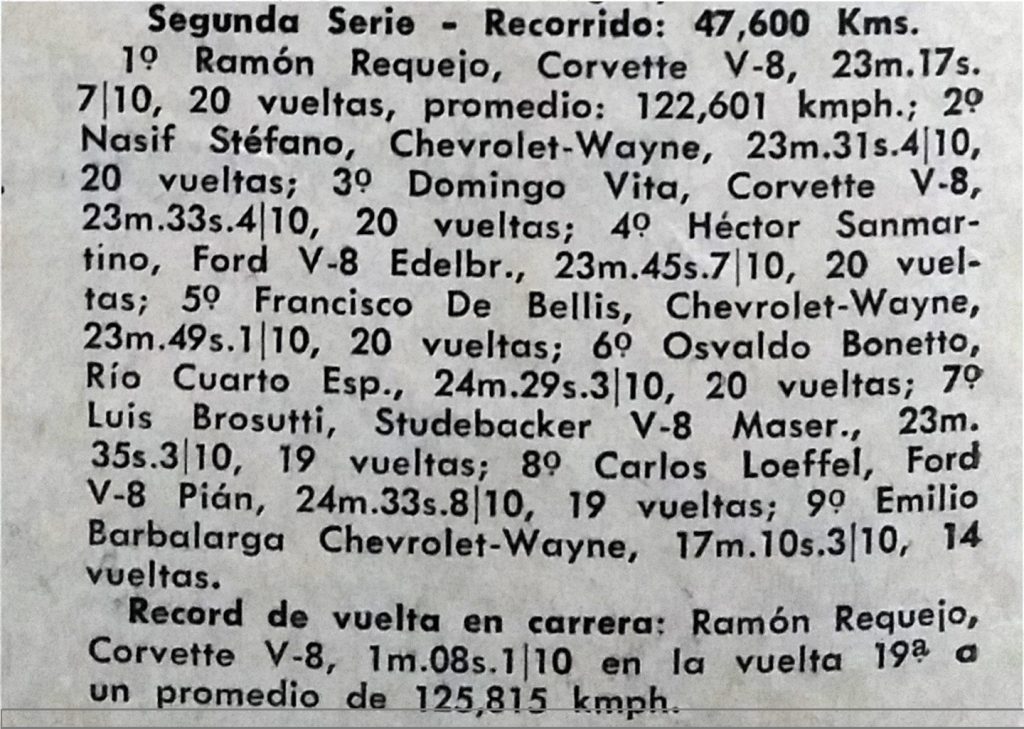 Segunda Serie - Recorrido: 47,600 Kms.
1º Ramón Requejo, Corvette V-8, 23m.17s.
7|10, 20 vueltas, promedio: 122,601 kmph.; 2º
Nasif Stéfano, Chevrolet-Wayne, 23m.31s.4|10,
20 vueltas; 3º Domingo Vita, Corvette V-8,
23m.33s.4|10, 20 vueltas; 4º Héctor Sanmar-
tino, Ford V-8 Edelbr., 23m.45s.7|10, 20 vuel-
tas; 5º Francisco De Bellis, Chevrolet-Wayne,
23m.49s.1|10, 20 vueltas; 6º Osvaldo Bonetto,
Río Cuarto Esp., 24m.29s.3|10, 20 vueltas; 7º
Luis Brosutti, Studebacker V-8 Maser., 23m.
35s.3|10, 19 vueltas; 8º Carlos Loeffel, Ford
V-8 Pián, 24m.33s.8|10, 19 vueltas; 9º Emilio
Barbalarga Chevrolet-Wayne, 17m.10s.3|10, 14
vueltas.
Record de vuelta en carrera: Ramón Requejo,
Corvette V-8, 1m.08s.1|10 en la vuelta 19ª a
un promedio de 125,815 kmph.